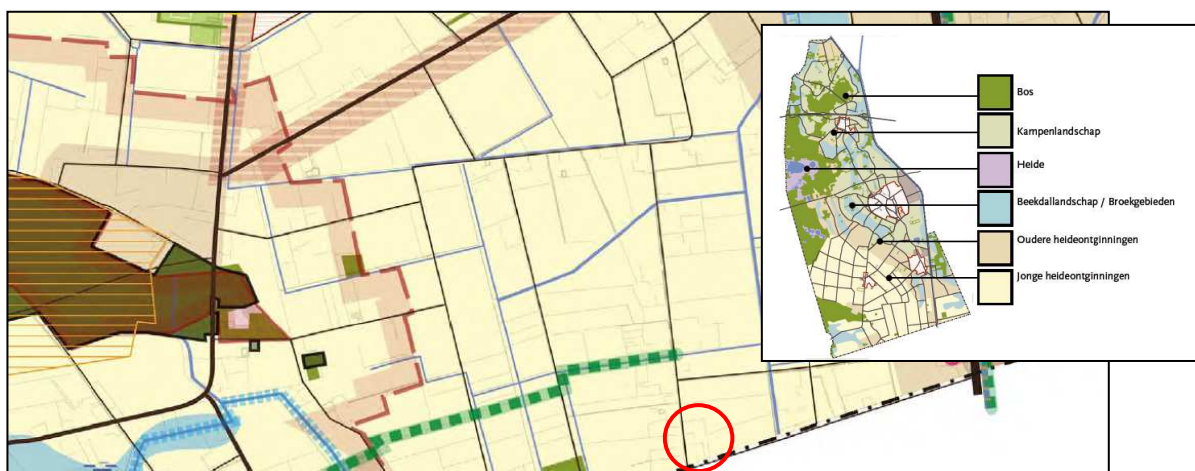 Bos
Kampenlandschap
Heide
Beekdallandschap / Broekgebieden
Oudere heideontginningen
Jonge heideontginningen